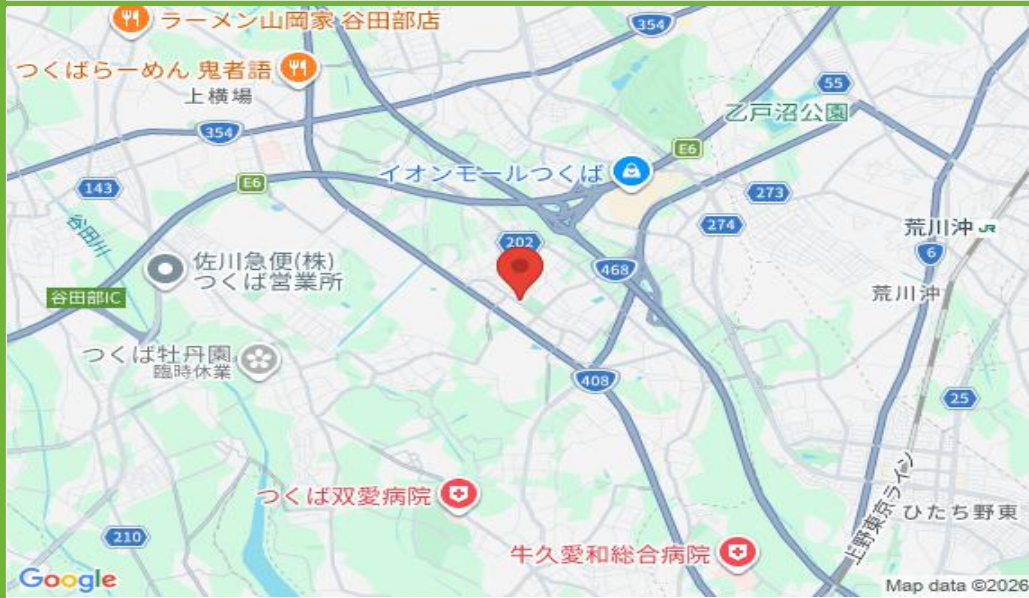 ラーメン山岡家 谷田部店
354
つくばらーめん 鬼者語
上横場
55
乙戸沼公園
354
E6
イオンモールつくば
143
E6
273
谷田川
202
274
荒川沖 JR
佐川急便(株)
つくば営業所
468
6
谷田部IC
荒川沖
つくば牡丹園
臨時休業
408
25
つくば双愛病院
上野東京ライン
ひたち野東
210
牛久愛和総合病院
Google
Map data ©2026